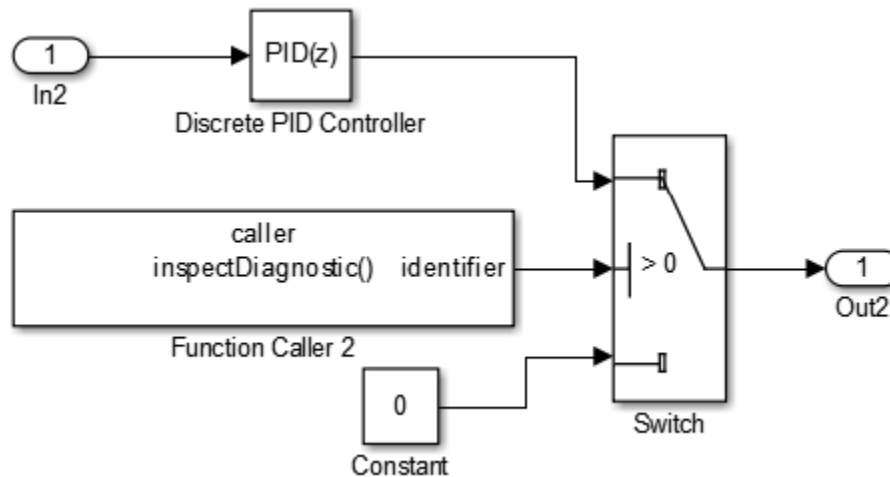 1
In2
PID(z)
Discrete PID Controller
caller
inspectDiagnostic() identifier
Function Caller 2
> 0
Switch
1
Out2
0
Constant